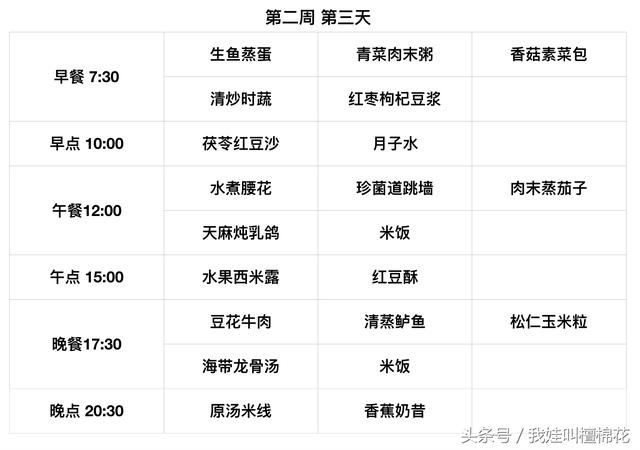 第二周 第三天
早餐 7:30
生鱼蒸蛋 青菜肉末粥 香菇素菜包
清炒时蔬 红枣枸杞豆浆
早点 10:00 茯苓红豆沙 月子水
午餐12:00
水煮腰花 珍菌道跳墙 肉末蒸茄子
天麻炖乳鸽 米饭
午点 15:00 水果西米露 红豆酥
晚餐17:30
豆花牛肉 清蒸鲈鱼 松仁玉米粒
海带龙骨汤 米饭
晚点 20:30 原汤米线 香蕉奶昔
头条号 / 我娃叫檀棉花